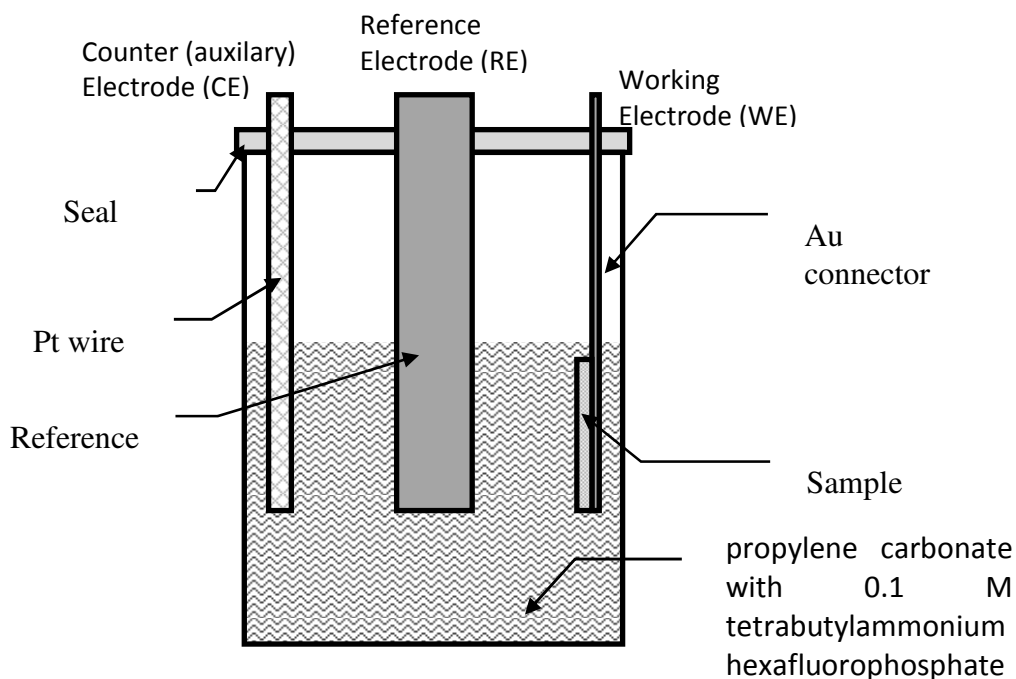 Counter (auxilary)
Electrode (CE)
Reference
Electrode (RE)
Working
Electrode (WE)
Seal
Pt wire
Reference
Au
connector
Sample
propylene carbonate
with 0.1 M
tetrabutylammonium
hexafluorophosphate